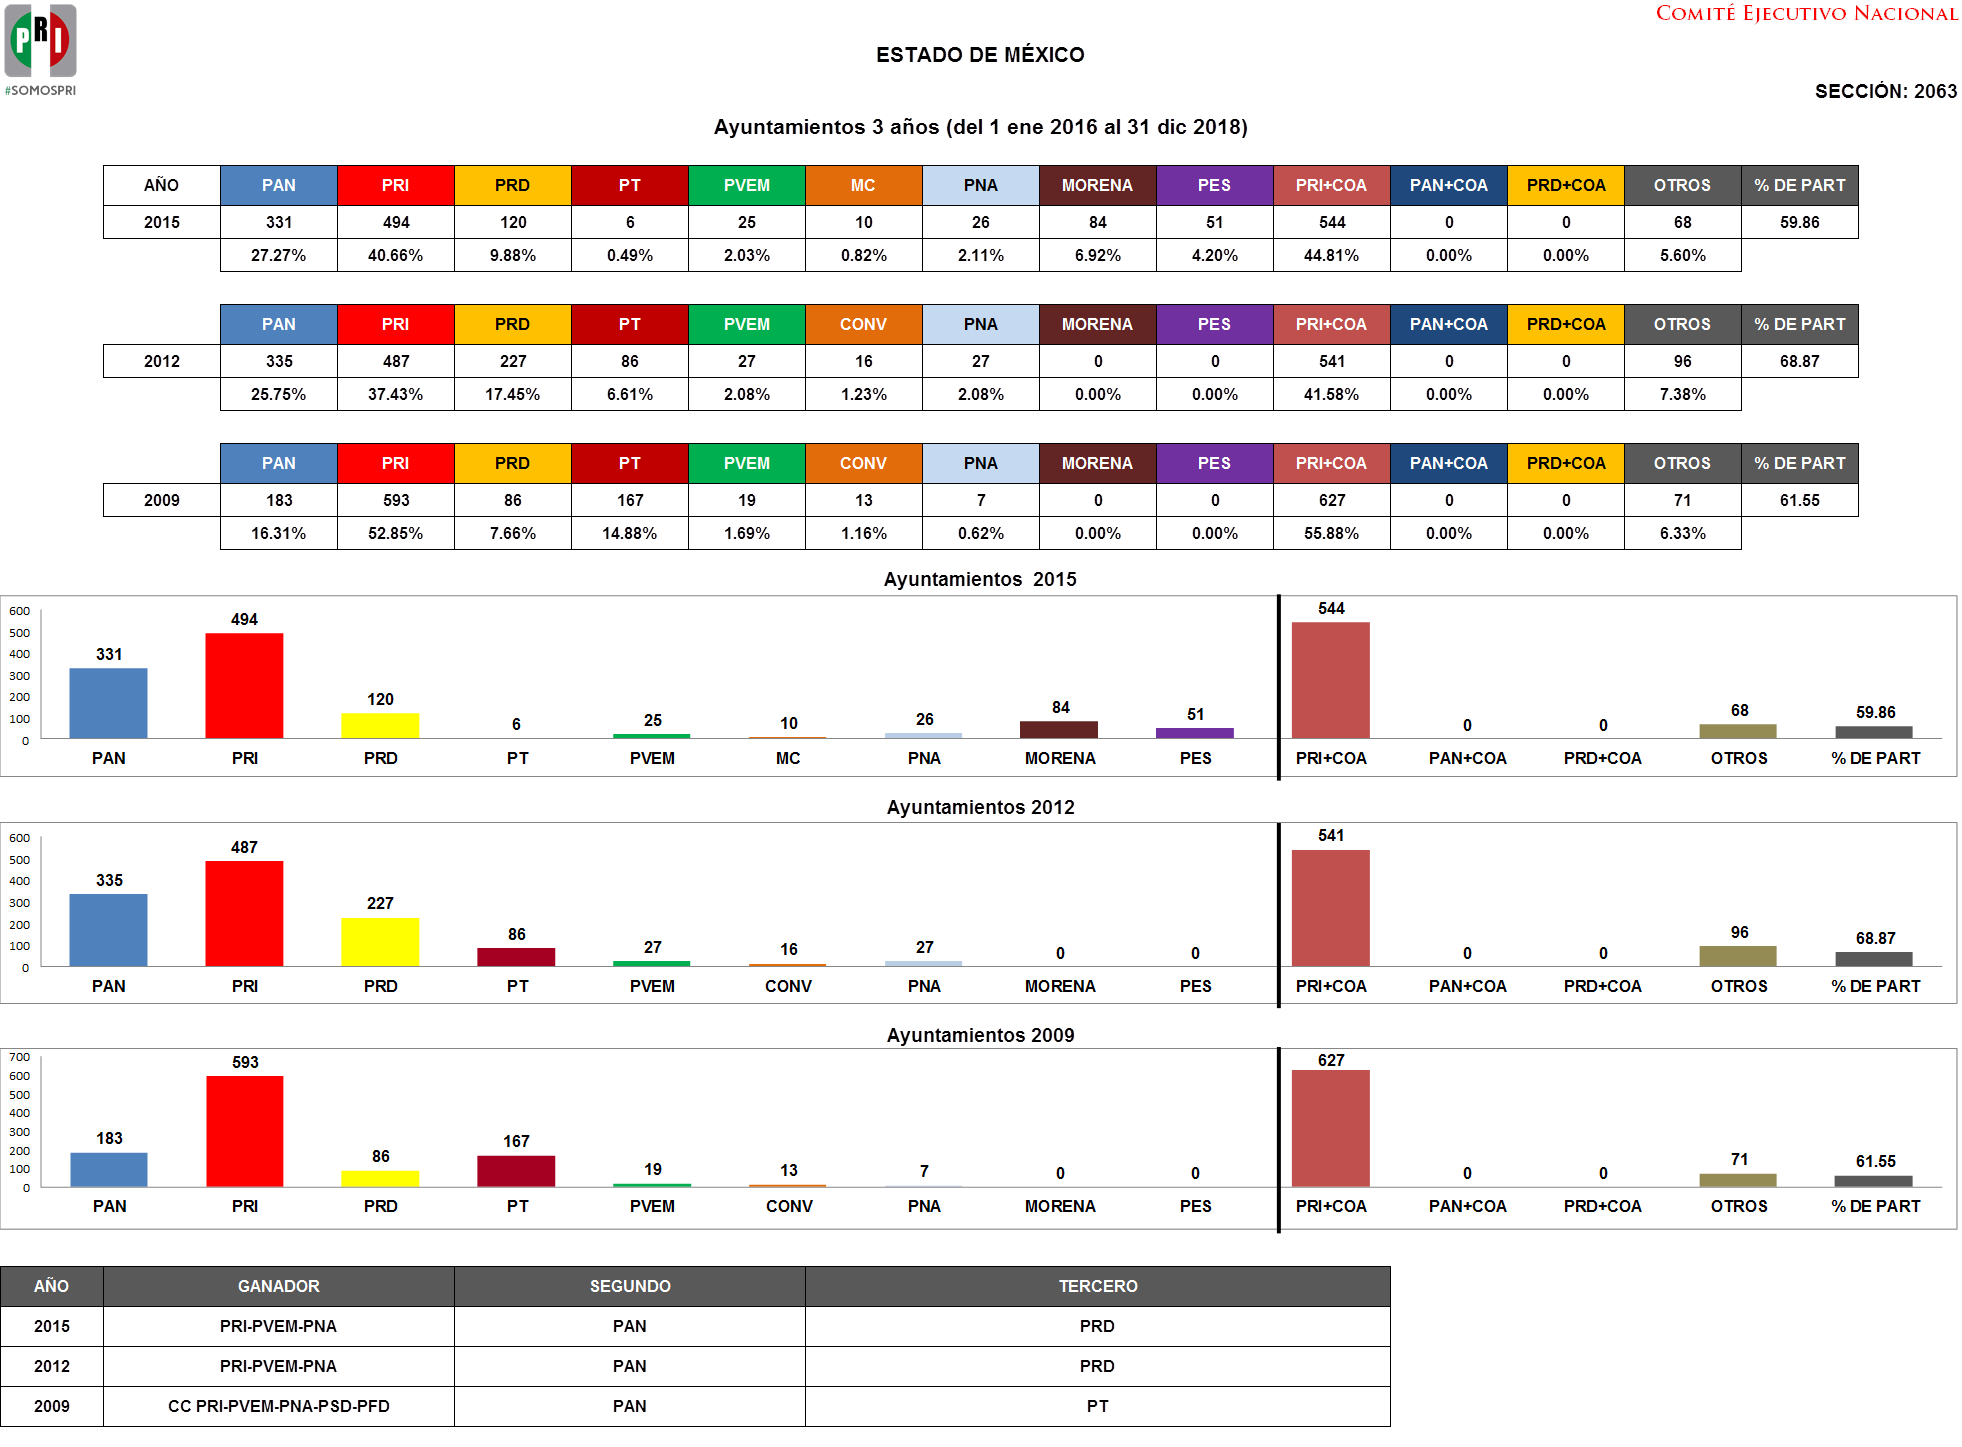 PRI
#SOMOSPRI
COMITÉ EJECUTIVO NACIONAL
ESTADO DE MÉXICO
SECCIÓN: 2063
Ayuntamientos 3 años (del 1 ene 2016 al 31 dic 2018)
AÑO PAN PRI PRD PT PVEM MC PNA MORENA PES PRI+COA PAN+COA PRD+COA OTROS % DE PART
2015 331 494 120 6 25 10 26 84 51 544 0 0 68 59.86
27.27% 40.66% 9.88% 0.49% 2.03% 0.82% 2.11% 6.92% 4.20% 44.81% 0.00% 0.00% 5.60%
PAN PRI PRD PT PVEM CONV PNA MORENA PES PRI+COA PAN+COA PRD+COA OTROS % DE PART
2012 335 487 227 86 27 16 27 0 0 541 0 0 96 68.87
25.75% 37.43% 17.45% 6.61% 2.08% 1.23% 2.08% 0.00% 0.00% 41.58% 0.00% 0.00% 7.38%
PAN PRI PRD PT PVEM CONV PNA MORENA PES PRI+COA PAN+COA PRD+COA OTROS % DE PART
2009 183 593 86 167 19 13 7 0 0 627 0 0 71 61.55
16.31% 52.85% 7.66% 14.88% 1.69% 1.16% 0.62% 0.00% 0.00% 55.88% 0.00% 0.00% 6.33%
Ayuntamientos 2015
600
500
400
300
200
100
0
331 494 120 6 25 10 26 84 51 544 0 0 68 59.86
PAN PRI PRD PT PVEM MC PNA MORENA PES PRI+COA PAN+COA PRD+COA OTROS % DE PART
Ayuntamientos 2012
600
500
400
300
200
100
0
335 487 227 86 27 16 27 0 0 541 0 0 96 68.87
PAN PRI PRD PT PVEM CONV PNA MORENA PES PRI+COA PAN+COA PRD+COA OTROS % DE PART
Ayuntamientos 2009
700
600
500
400
300
200
100
0
183 593 86 167 19 13 7 0 0 627 0 0 71 61.55
PAN PRI PRD PT PVEM CONV PNA MORENA PES PRI+COA PAN+COA PRD+COA OTROS % DE PART
AÑO GANADOR SEGUNDO TERCERO
2015 PRI-PVEM-PNA PAN PRD
2012 PRI-PVEM-PNA PAN PRD
2009 CC PRI-PVEM-PNA-PSD-PFD PAN PT